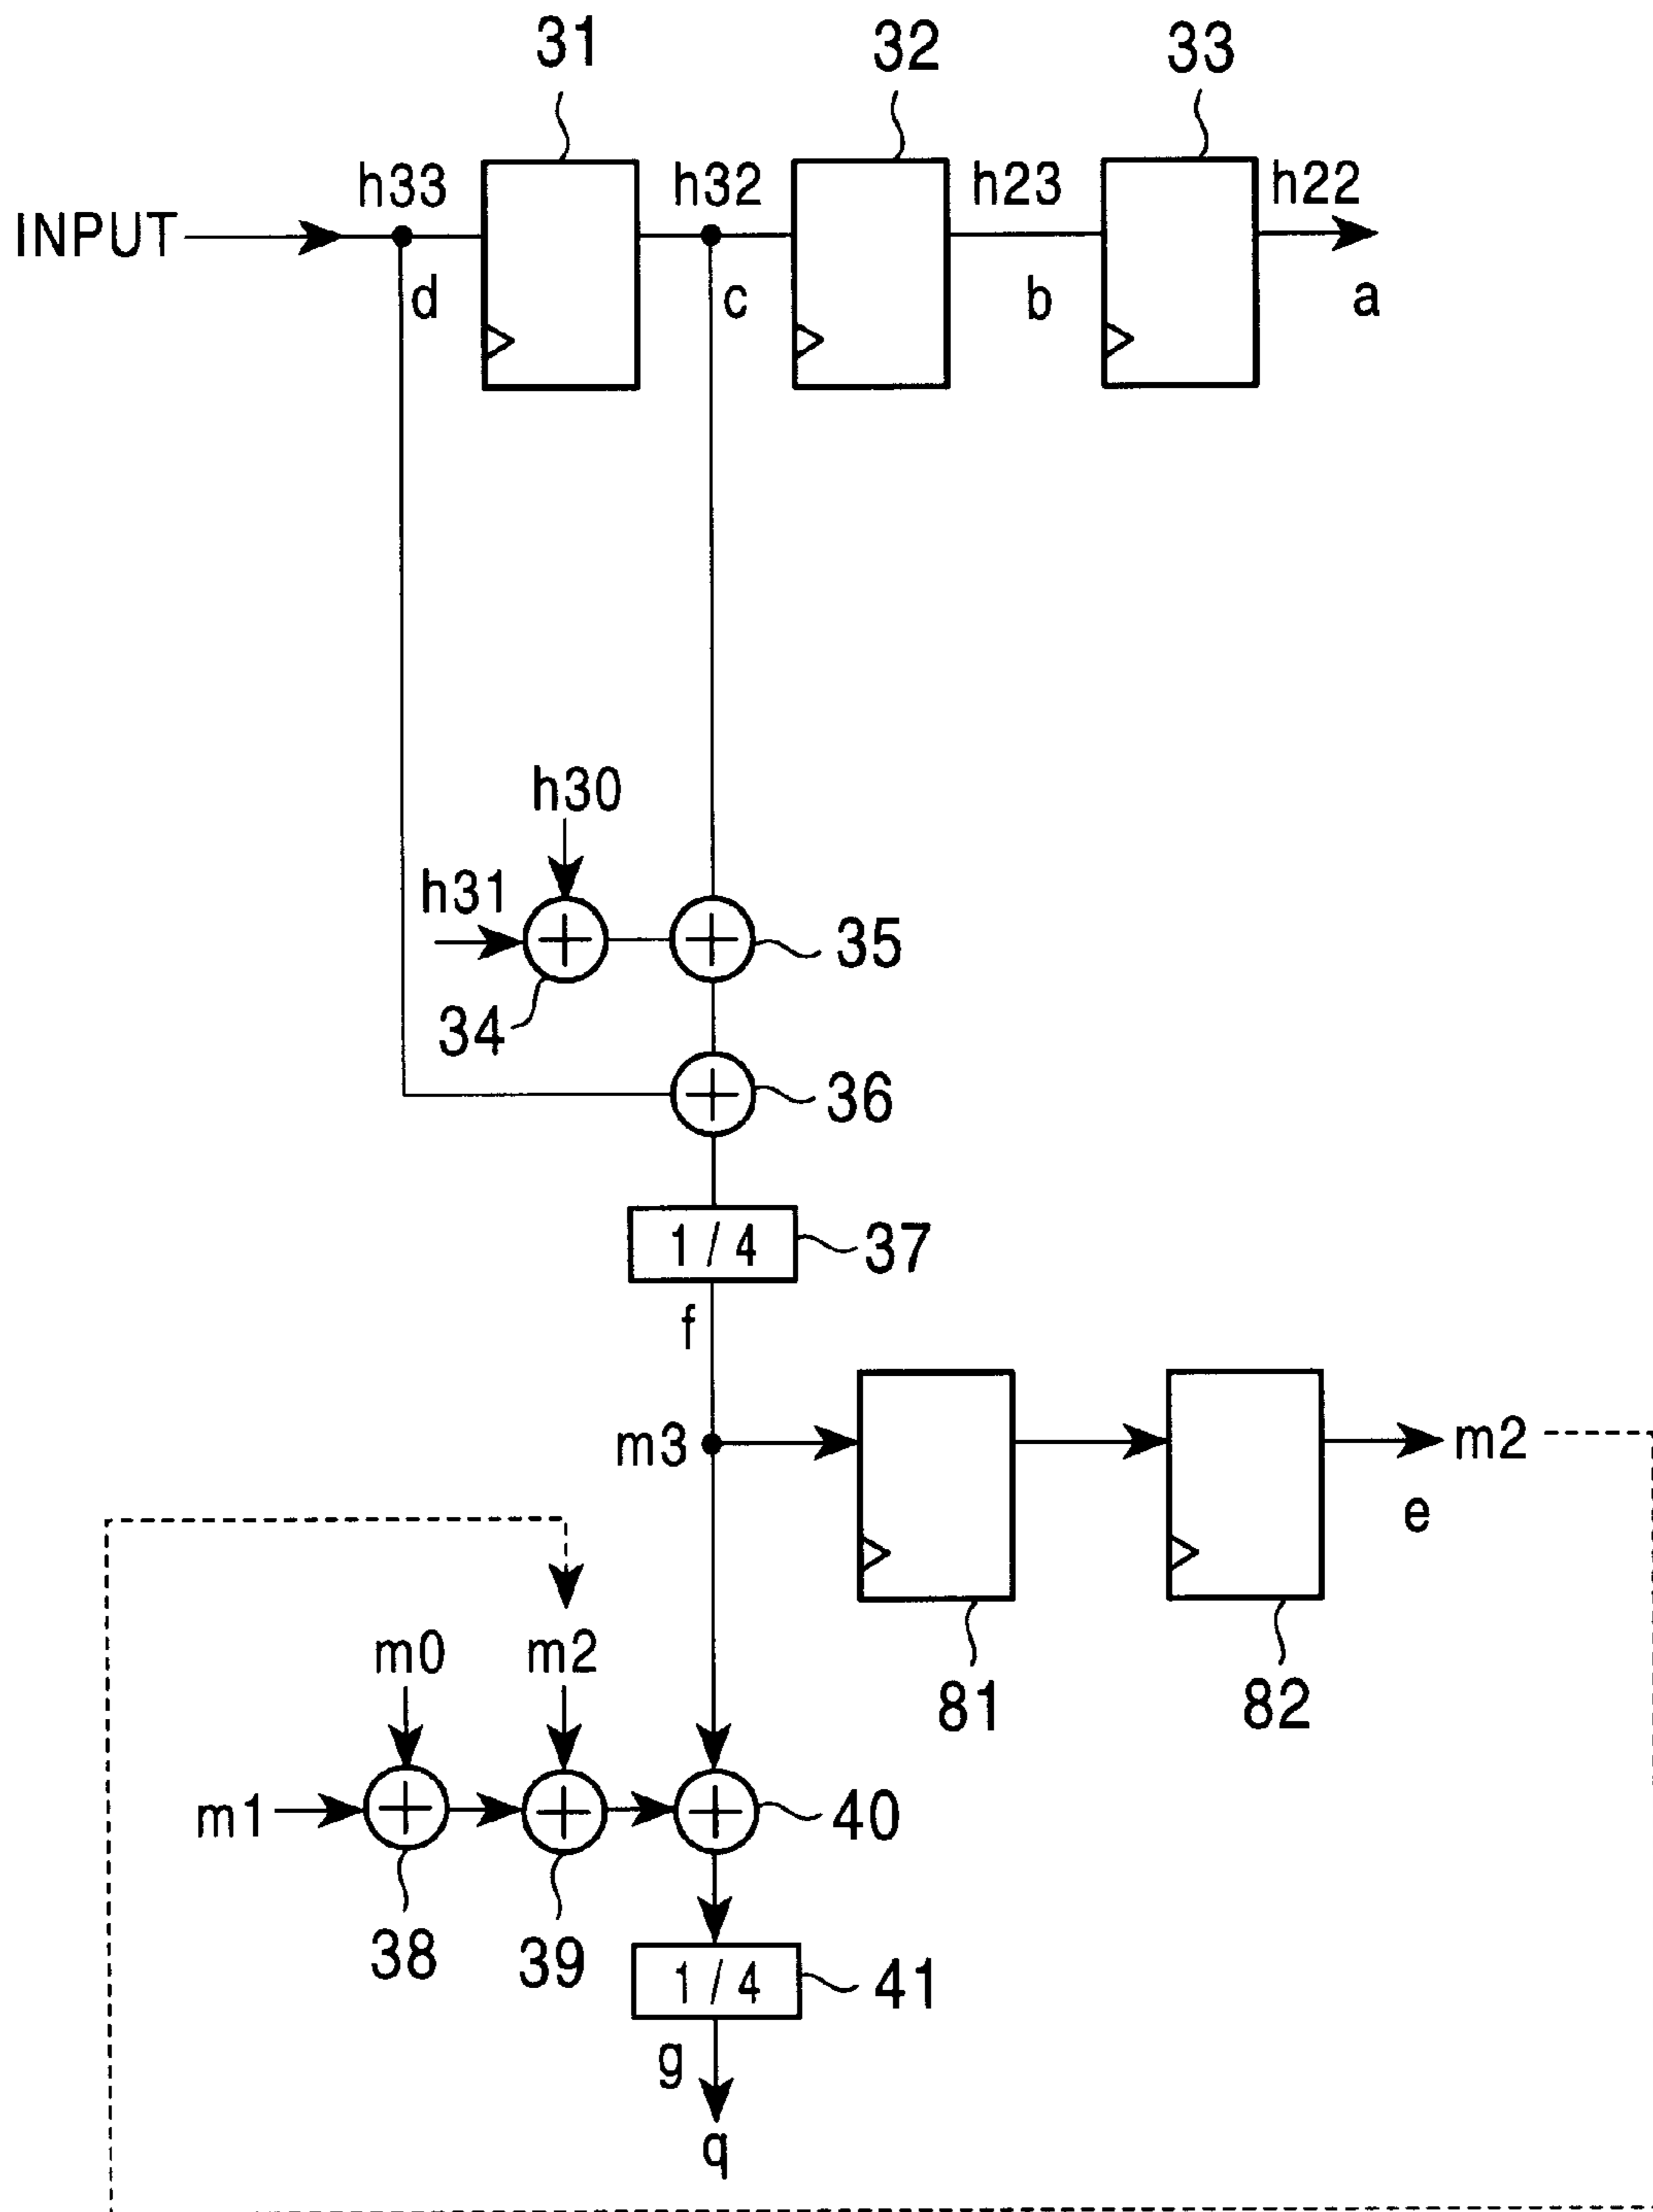 31 32 33
h33 h32 h23 h22
INPUT
d c b a
h30
h31
35
34
36
1/4 37
f
m3 m2
e
m0 m2
81 82
m1 40
38 39
1/4 41
g
q